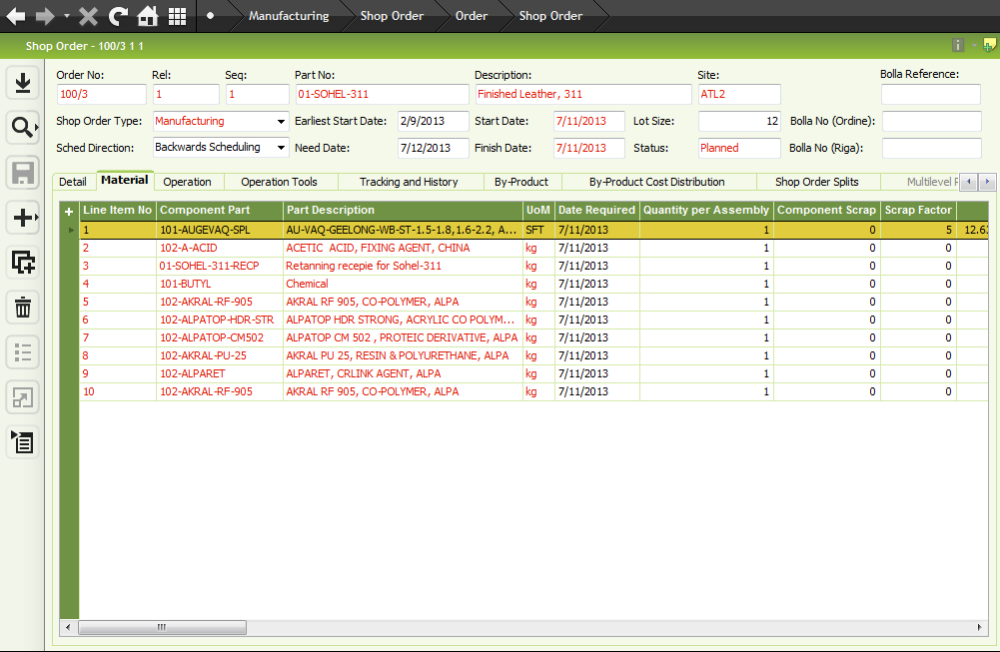 Manufacturing Shop Order Order Shop Order
Shop Order - 100/3 1 1
Order No: Rel: Seq: Part No: Description: Site: Bolla Reference:
100/3 1 1 01-SOHEL-311 Finished Leather, 311 ATL2
Shop Order Type: Manufacturing Earliest Start Date: 2/9/2013 Start Date: 7/11/2013 Lot Size: 12 Bolla No (Ordine):
Sched Direction: Backwards Scheduling Need Date: 7/12/2013 Finish Date: 7/11/2013 Status: Planned Bolla No (Riga):
Detail Material Operation Operation Tools Tracking and History By-Product By-Product Cost Distribution Shop Order Splits Multilevel
Line Item No Component Part Part Description UoM Date Required Quantity per Assembly Component Scrap Scrap Factor
1 101-AUGEVAQ-SPL AU-VAQ-GEELONG-WB-ST-1.5-1.8,1.6-2.2, A... SFT 7/11/2013 1 0 5 12.63
2 102-A-ACID ACETIC ACID, FIXING AGENT, CHINA kg 7/11/2013 1 0 0
3 01-SOHEL-311-RECP Retanning recepie for Sohel-311 kg 7/11/2013 1 0 0
4 101-BUTYL Chemical kg 7/11/2013 1 0 0
5 102-AKRAL-RF-905 AKRAL RF 905, CO-POLYMER, ALPA kg 7/11/2013 1 0 0
6 102-ALPATOP-HDR-STR ALPATOP HDR STRONG, ACRYLIC CO POLYM... kg 7/11/2013 1 0 0
7 102-ALPATOP-CM502 ALPATOP CM 502 , PROTEIC DERIVATIVE, ALPA kg 7/11/2013 1 0 0
8 102-AKRAL-PU-25 AKRAL PU 25, RESIN & POLYURETHANE, ALPA kg 7/11/2013 1 0 0
9 102-ALPARET ALPARET, CRLINK AGENT, ALPA kg 7/11/2013 1 0 0
10 102-AKRAL-RF-905 AKRAL RF 905, CO-POLYMER, ALPA kg 7/11/2013 1 0 0